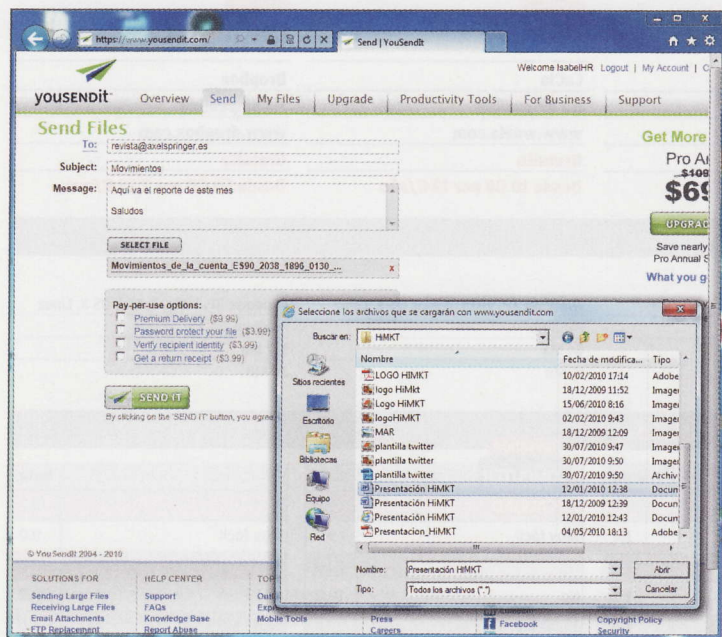 https://www.yousendit.com/
Send | YouSendIt
Welcome IsabelHR Logout | My Account |
YOUSENDIT
Overview Send My Files Upgrade Productivity Tools For Business Support
Send Files
To: revista@axelspringer.es
Subject: Movimientos
Message: Aquí va el reporte de este mes
Saludos
SELECT FILE
Movimientos_de_la_cuenta_ES90_2038_1896_0130_... x
Pay-per-use options:
Premium Delivery ($3.99)
Password protect your file ($3.99)
Verify recipient identity ($3.99)
Get a return receipt ($3.99)
SEND IT
By clicking on the 'SEND IT' button, you agree
Get More
Pro
$69
Save nearly
Pro Annual S
What you g
Seleccione los archivos que se cargarán con www.yousendit.com
Buscar en: HiMKT
Sitios recientes
Escritorio
Bibliotecas
Equipo
Red
Nombre Fecha de modifica... Tipo
LOGO HIMKT 10/02/2010 17:14 Adobe
logo HiMkt 18/12/2009 11:52 Imagen
Logo HIMKT 15/06/2010 8:16 Imagen
logoHiMKT 02/02/2010 9:43 Imagen
MAR 18/12/2009 12:09 Imagen
plantilla twitter 30/07/2010 9:47 Imagen
plantilla twitter 30/07/2010 9:50 Imagen
plantilla twitter 30/07/2010 9:50 Archiv
Presentación HiMKT 12/01/2010 12:38 Docun
Presentación HiMKT 18/12/2009 12:39 Docun
Presentación HiMKT 12/01/2010 12:43 Docun
Presentacion_HiMKT 04/05/2010 18:13 Adobe
Nombre: Presentación HiMKT Abrir
Tipo: Todos los archivos (*.*) Cancelar
© YouSendIt 2004 - 2010
SOLUTIONS FOR
Sending Large Files
Receiving Large Files
Email Attachments
FTP Replacement
HELP CENTER
Support
FAQs
Knowledge Base
Report Abuse
TOP
Mobile Tools
Press
Careers
Facebook
Copyright Policy
Security